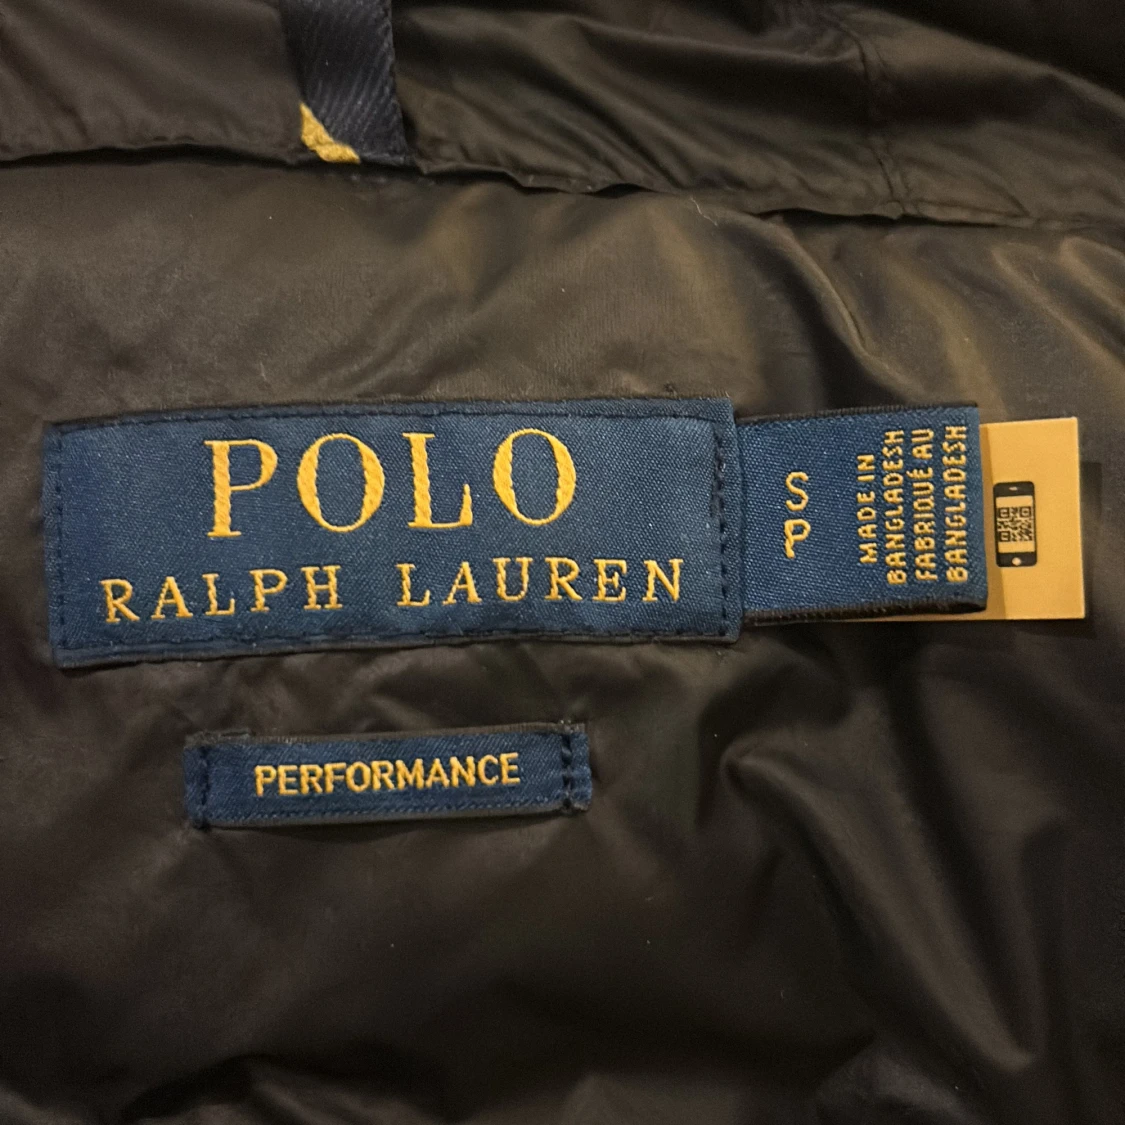 POLO
RALPH LAUREN
S
P
MADE IN
BANGLADESH
FABRIQUÉ AU
BANGLADESH
PERFORMANCE